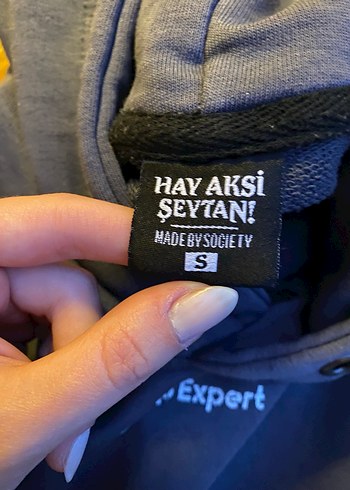 HAY AKSİ
ŞEYTAN!
MADE BY SOCIETY
S
Expert